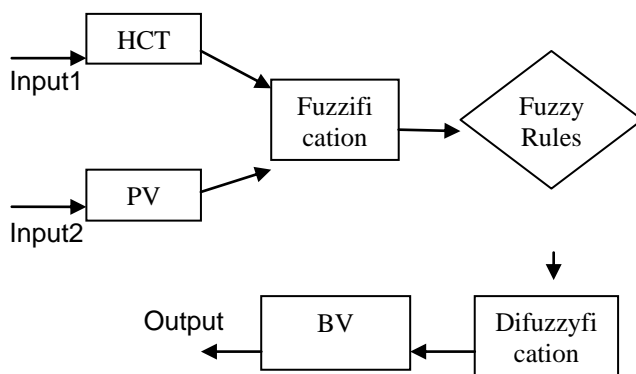 HCT
Input1
Fuzzifi
cation
Fuzzy
Rules
PV
Input2
Output
BV
Difuzzyfi
cation